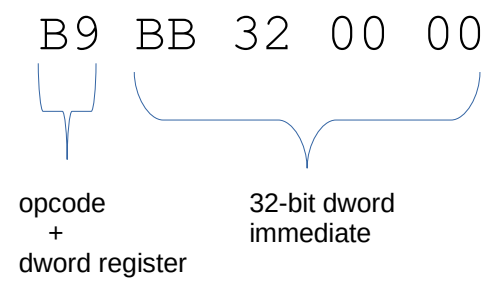 B9 BB 32 00 00
opcode
+
dword register
32-bit dword
immediate